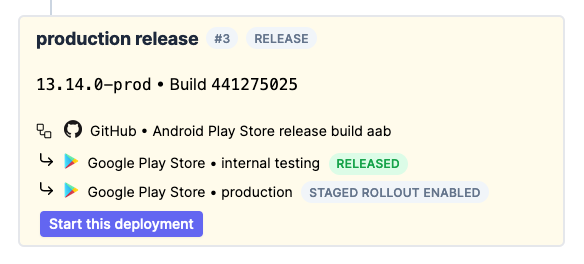 production release #3 RELEASE
13.14.0-prod • Build 441275025
GitHub • Android Play Store release build aab
Google Play Store • internal testing RELEASED
Google Play Store • production STAGED ROLLOUT ENABLED
Start this deployment